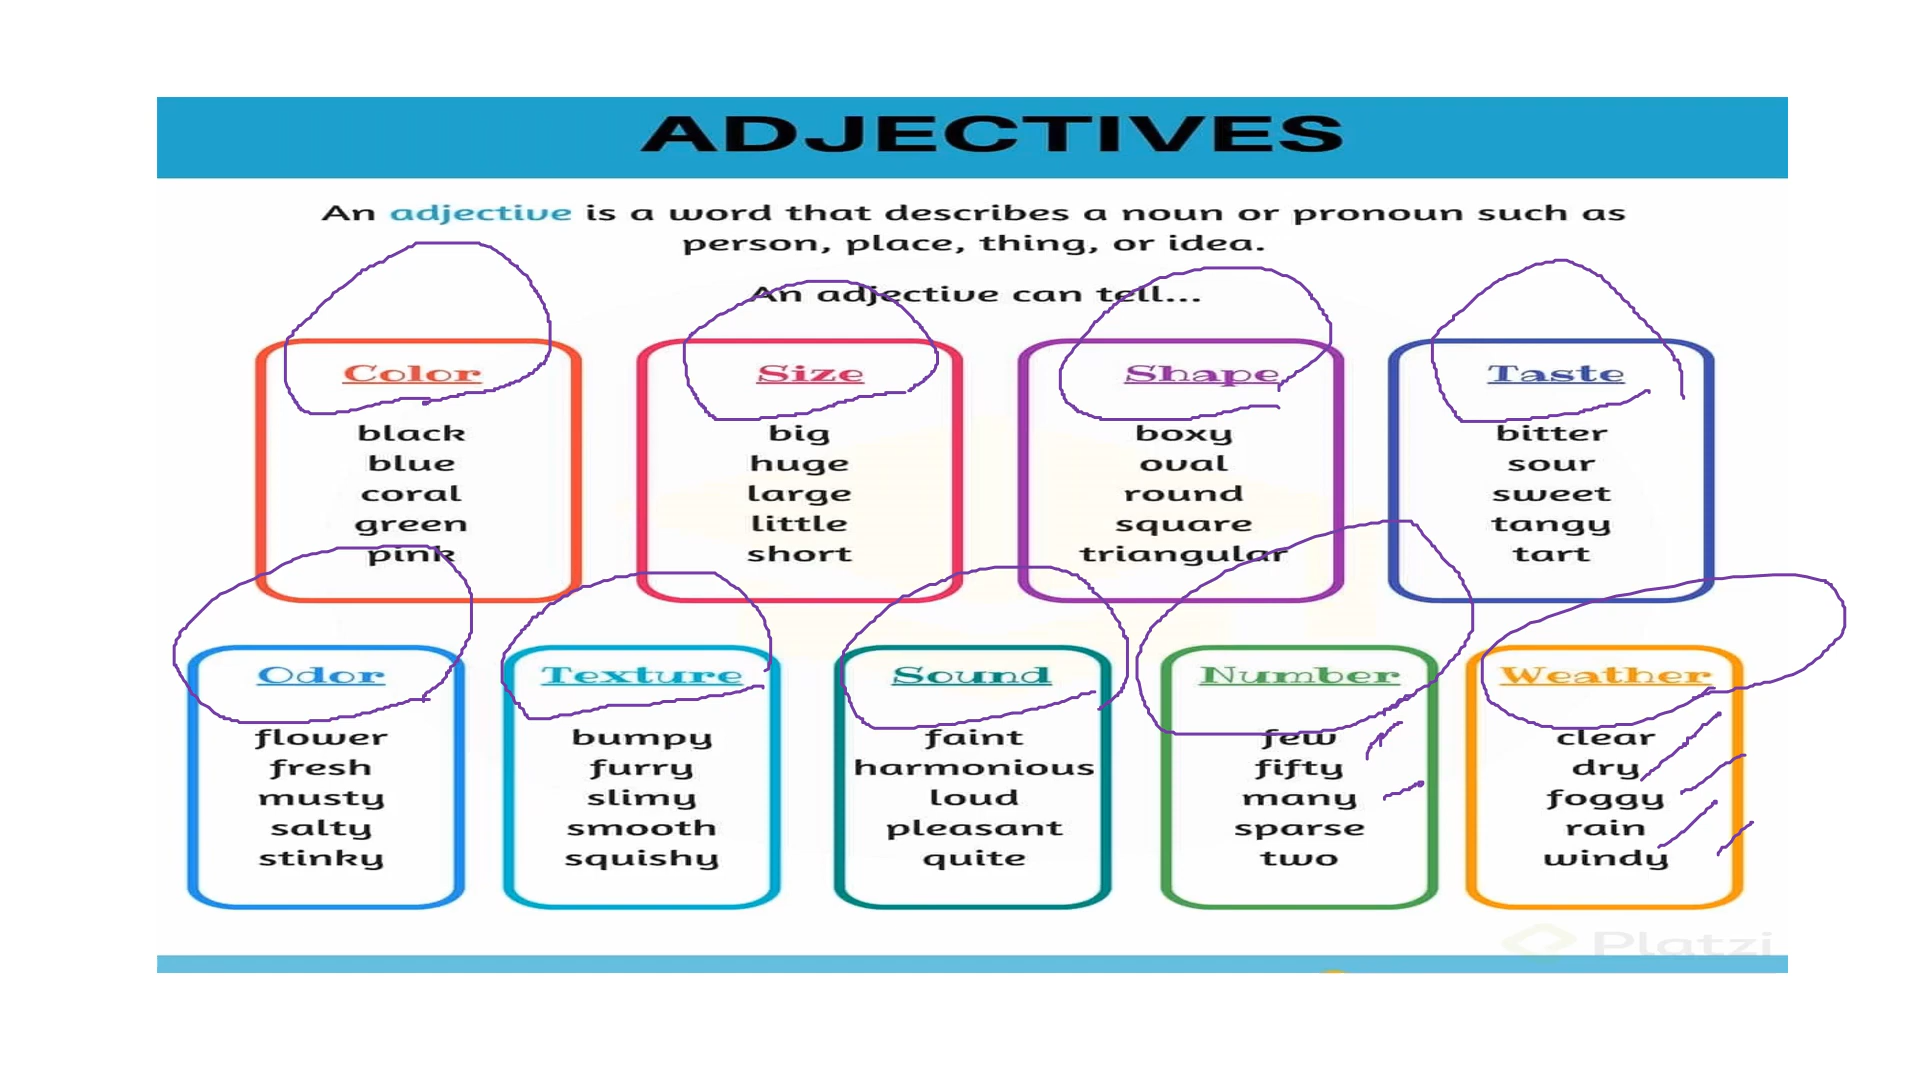 ADJECTIVES
An adjective is a word that describes a noun or pronoun such as
person, place, thing, or idea.
An adjective can tell...
Color
black
blue
coral
green
pink
Size
big
huge
large
little
short
Shape
boxy
oval
round
square
triangular
Taste
bitter
sour
sweet
tangy
tart
Odor
flower
fresh
musty
salty
stinky
Texture
bumpy
furry
slimy
smooth
squishy
Sound
faint
harmonious
loud
pleasant
quite
Number
few
fifty
many
sparse
two
Weather
clear
dry
foggy
rain
windy
Platzi